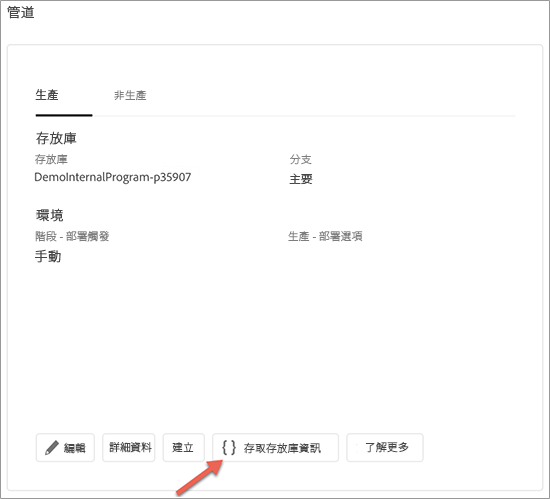 管道
生產 非生產
存放庫
存放庫 分支
DemoInternalProgram-p35907 主要
環境
階段 - 部署觸發 生產 - 部署選項
手動
編輯 詳細資料 建立 { } 存取存放庫資訊 了解更多